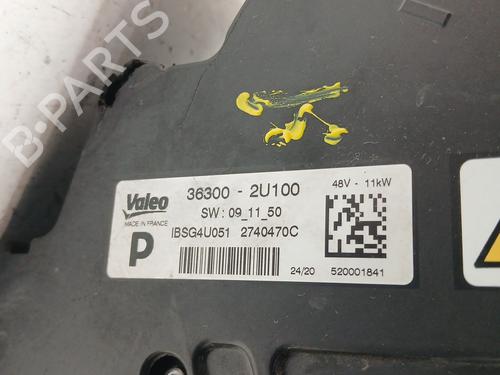 B-PARTS
Valeo
MADE IN FRANCE
P
36300 - 2U100
SW : 09_11_50
IBSG4U051 2740470C
48V - 11kW
24/20
520001841